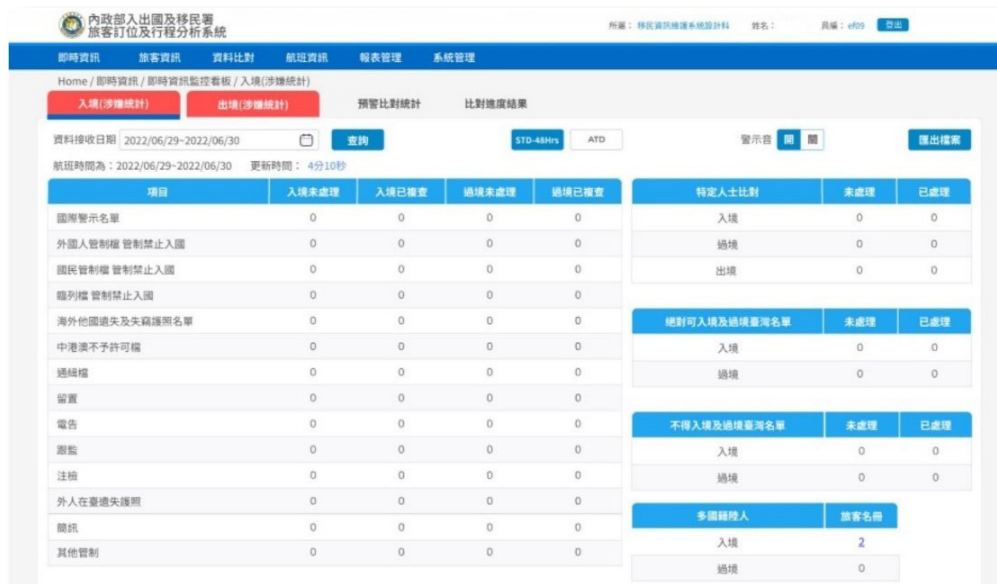 內政部入出國及移民署
旅客訂位及行程分析系統
所屬： 移民資訊維護系統設計科 姓名： 員編：ef09 登出
即時資訊 旅客資訊 資料比對 航班資訊 報表管理 系統管理
Home / 即時資訊 / 即時資訊監控看板 / 入境(涉嫌統計)
入境(涉嫌統計) 出境(涉嫌統計) 預警比對統計 比對進度結果
資料接收日期 2022/06/29~2022/06/30 查詢 STD-48Hrs ATD 警示音 開 關 匯出檔案
航班時間為：2022/06/29~2022/06/30 更新時間： 4分10秒
項目 入境未處理 入境已複查 過境未處理 過境已複查
國際警示名單 0 0 0 0
外國人管制檔 管制禁止入國 0 0 0 0
國民管制檔 管制禁止入國 0 0 0 0
臨列檔 管制禁止入國 0 0 0 0
海外他國遺失及失竊護照名單 0 0 0 0
中港澳不予許可檔 0 0 0 0
通緝檔 0 0 0 0
留置 0 0 0 0
電告 0 0 0 0
跟監 0 0 0 0
注檢 0 0 0 0
外人在臺遺失護照 0 0 0 0
簡訊 0 0 0 0
其他管制 0 0 0 0
特定人士比對 未處理 已處理
入境 0 0
過境 0 0
出境 0 0
絕對可入境及過境臺灣名單 未處理 已處理
入境 0 0
過境 0 0
不得入境及過境臺灣名單 未處理 已處理
入境 0 0
過境 0 0
多國籍陸人 旅客名冊
入境 2
過境 0